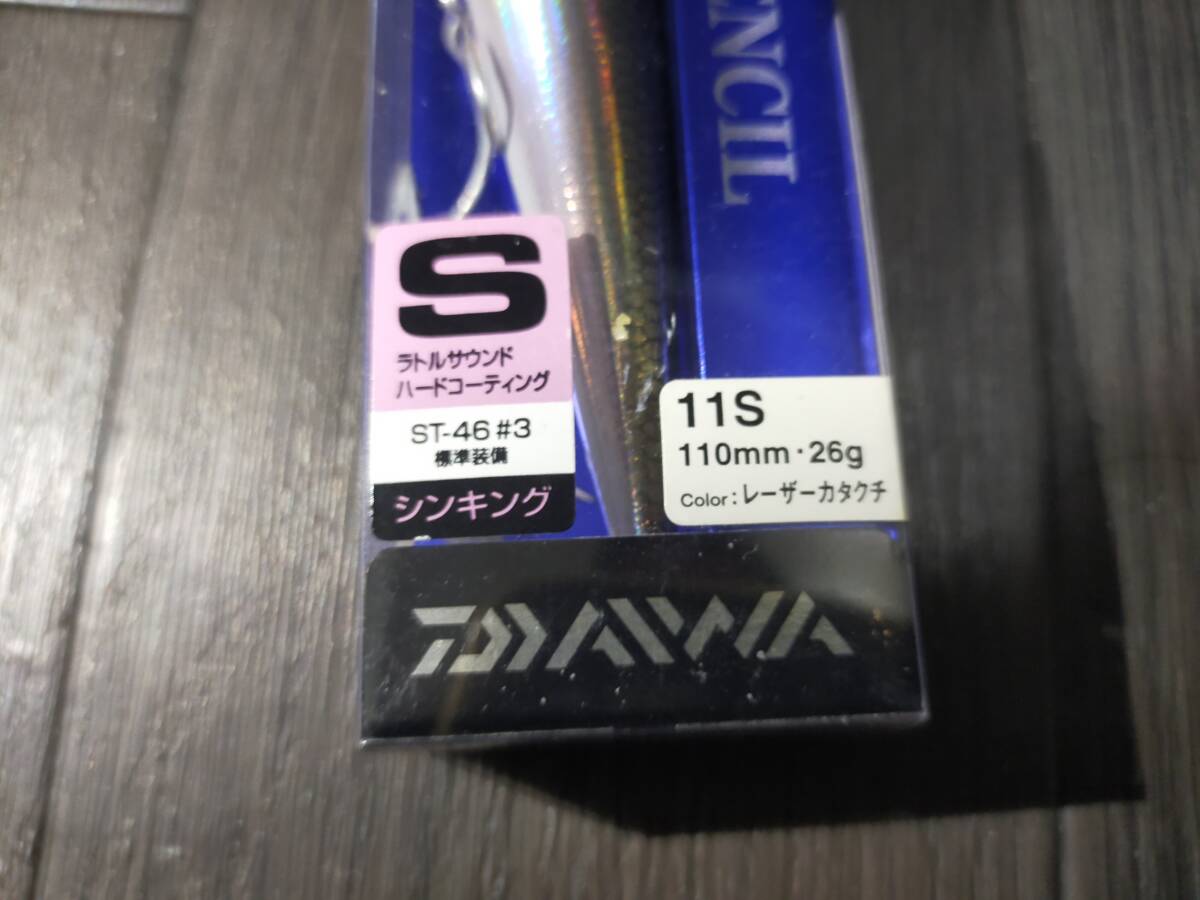 ENCIL
S
ラトルサウンド
ハードコーティング
ST-46 #3
標準装備
シンキング
11S
110mm・26g
Color:レーザーカタクチ
DAIWA